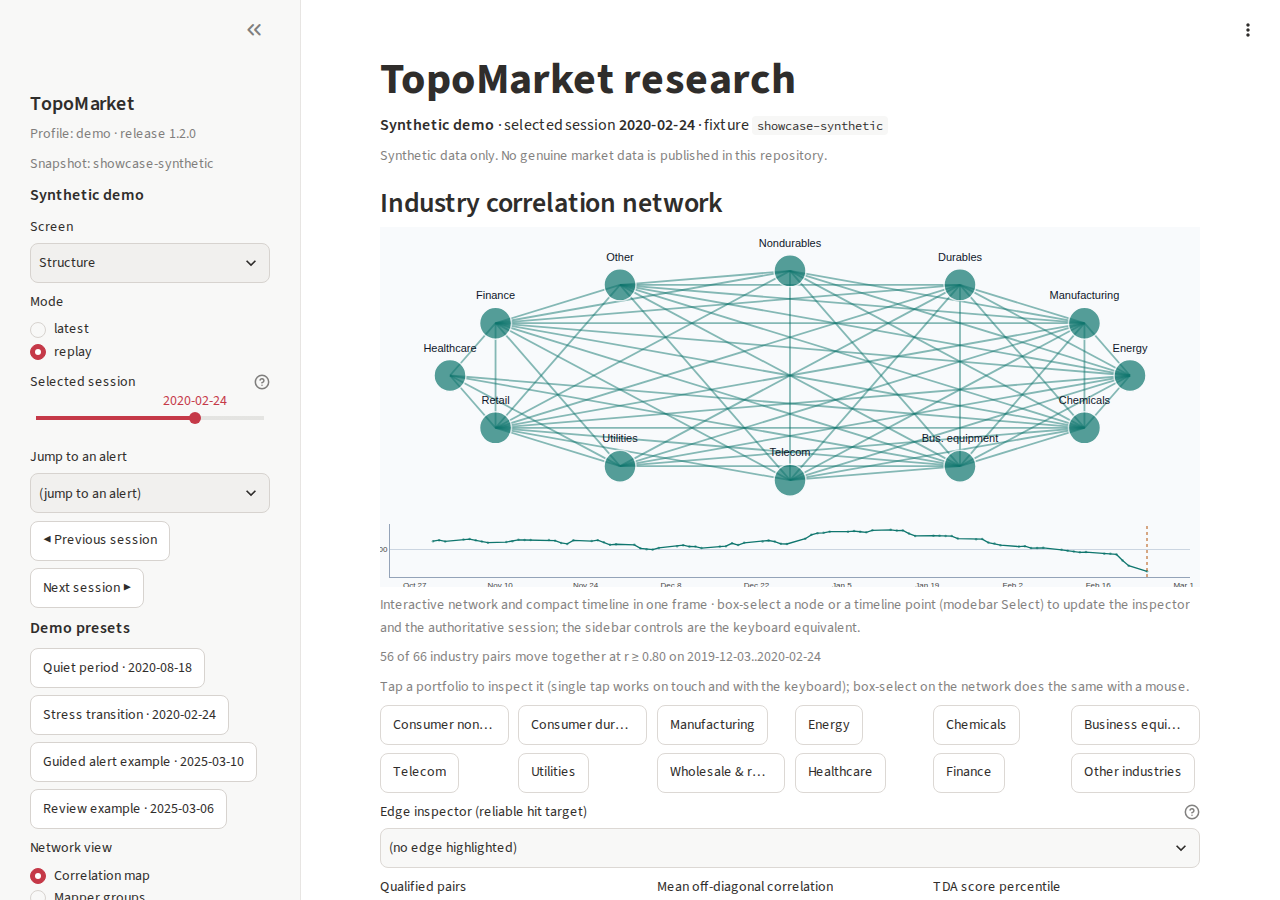 TopoMarket
Profile: demo · release 1.2.0
Snapshot: showcase-synthetic
Synthetic demo
Screen
Structure
Mode
latest
replay
Selected session
2020-02-24
Jump to an alert
(jump to an alert)
◄ Previous session
Next session ►
Demo presets
Quiet period · 2020-08-18
Stress transition · 2020-02-24
Guided alert example · 2025-03-10
Review example · 2025-03-06
Network view
Correlation map
Mapper groups
TopoMarket research
Synthetic demo · selected session 2020-02-24 · fixture showcase-synthetic
Synthetic data only. No genuine market data is published in this repository.
Industry correlation network
Nondurables
Other
Durables
Finance
Manufacturing
Healthcare
Energy
Retail
Chemicals
Utilities
Bus. equipment
Telecom
00
Oct 27 Nov 10 Nov 24 Dec 8 Dec 22 Jan 5 Jan 19 Feb 2 Feb 16 Mar 1
Interactive network and compact timeline in one frame · box-select a node or a timeline point (modebar Select) to update the inspector
and the authoritative session; the sidebar controls are the keyboard equivalent.
56 of 66 industry pairs move together at r ≥ 0.80 on 2019-12-03..2020-02-24
Tap a portfolio to inspect it (single tap works on touch and with the keyboard); box-select on the network does the same with a mouse.
Consumer non… Consumer dur… Manufacturing Energy Chemicals Business equi…
Telecom Utilities Wholesale & r… Healthcare Finance Other industries
Edge inspector (reliable hit target)
(no edge highlighted)
Qualified pairs Mean off-diagonal correlation TDA score percentile